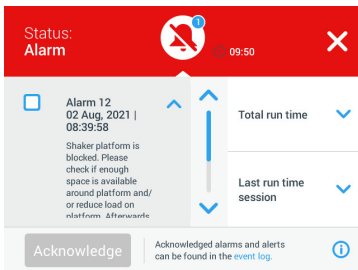 Status:
Alarm
1
09:50
Alarm 12
02 Aug, 2021 |
08:39:58
Shaker platform is
blocked. Please
check if enough
space is available
around platform and/
or reduce load on
platform. Afterwards
Total run time
Last run time
session
Acknowledge
Acknowledged alarms and alerts
can be found in the event log.